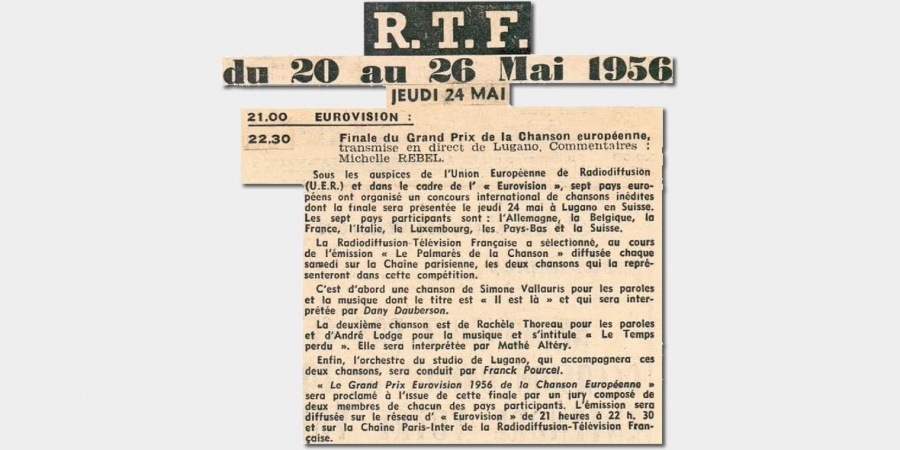 R. T. F.
du 20 au 26 Mai 1956
JEUDI 24 MAI
21.00 EUROVISION :
22.30 Finale du Grand Prix de la Chanson européenne,
transmise en direct de Lugano. Commentaires :
Michelle REBEL.
Sous les auspices de l'Union Européenne de Radiodiffusion
(U.E.R.) et dans le cadre de l' « Eurovision », sept pays euro-
péens ont organisé un concours international de chansons inédites
dont la finale sera présentée le jeudi 24 mai à Lugano en Suisse.
Les sept pays participants sont : l'Allemagne, la Belgique, la
France, l'Italie, le Luxembourg, les Pays-Bas et la Suisse.
La Radiodiffusion-Télévision Française a sélectionné, au cours
de l'émission « Le Palmarès de la Chanson » diffusée chaque
samedi sur la Chaîne parisienne, les deux chansons qui la repré-
senteront dans cette compétition.
C'est d'abord une chanson de Simone Vallauris pour les paroles
et la musique dont le titre est « Il est là » et qui sera inter-
prétée par Dany Dauberson.
La deuxième chanson est de Rachèle Thoreau pour les paroles
et d'André Lodge pour la musique et s'intitule « Le Temps
perdu ». Elle sera interprétée par Mathé Altéry.
Enfin, l'orchestre du studio de Lugano, qui accompagnera ces
deux chansons, sera conduit par Franck Pourcel.
« Le Grand Prix Eurovision 1956 de la Chanson Européenne »
sera proclamé à l'issue de cette finale par un jury composé de
deux membres de chacun des pays participants. L'émission sera
diffusée sur le réseau d' « Eurovision » de 21 heures à 22 h. 30
et sur la Chaîne Paris-Inter de la Radiodiffusion-Télévision Fran-
çaise.